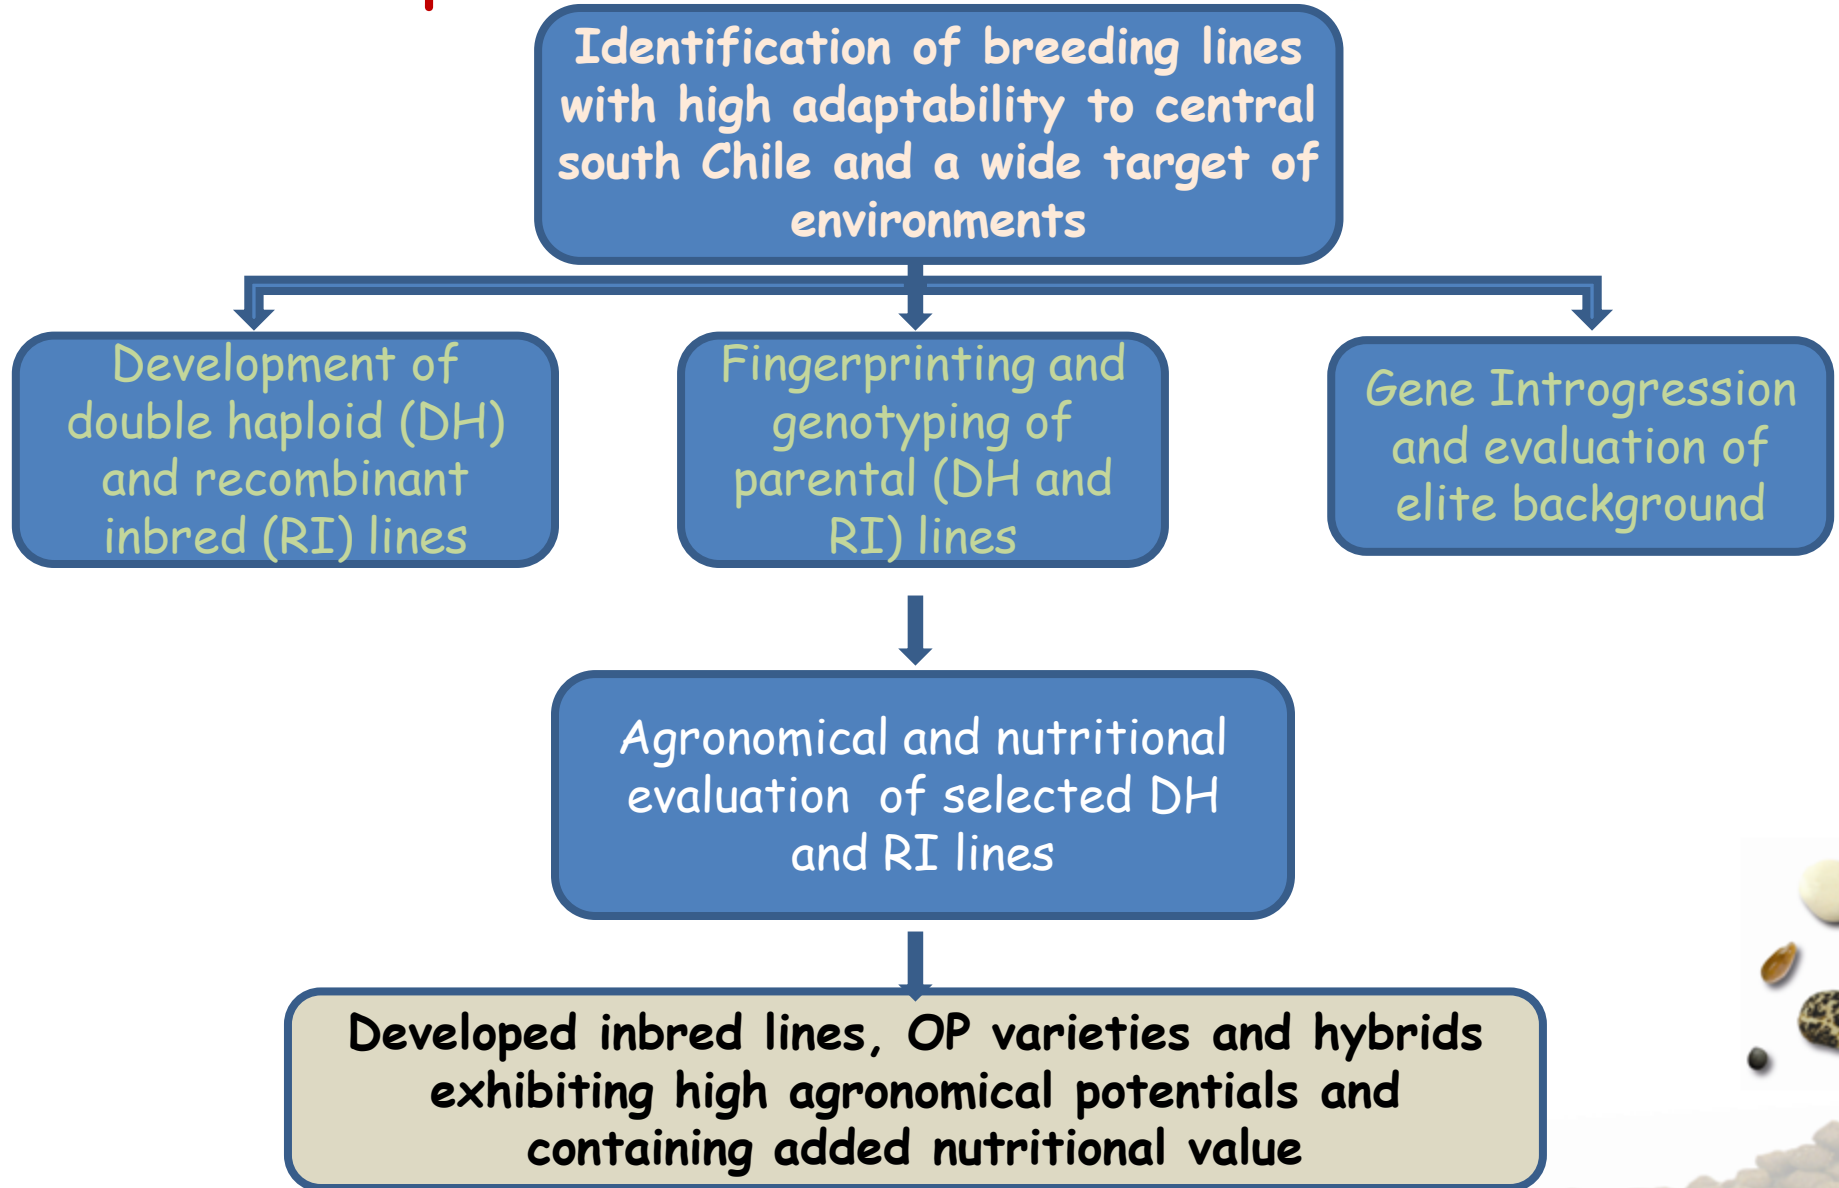 Identification of breeding lines
with high adaptability to central
south Chile and a wide target of
environments
Development of
double haploid (DH)
and recombinant
inbred (RI) lines
Fingerprinting and
genotyping of
parental (DH and
RI) lines
Gene Introgression
and evaluation of
elite background
Agronomical and nutritional
evaluation  of selected DH
and RI lines
Developed inbred lines, OP varieties and hybrids
exhibiting high agronomical potentials and
containing added nutritional value